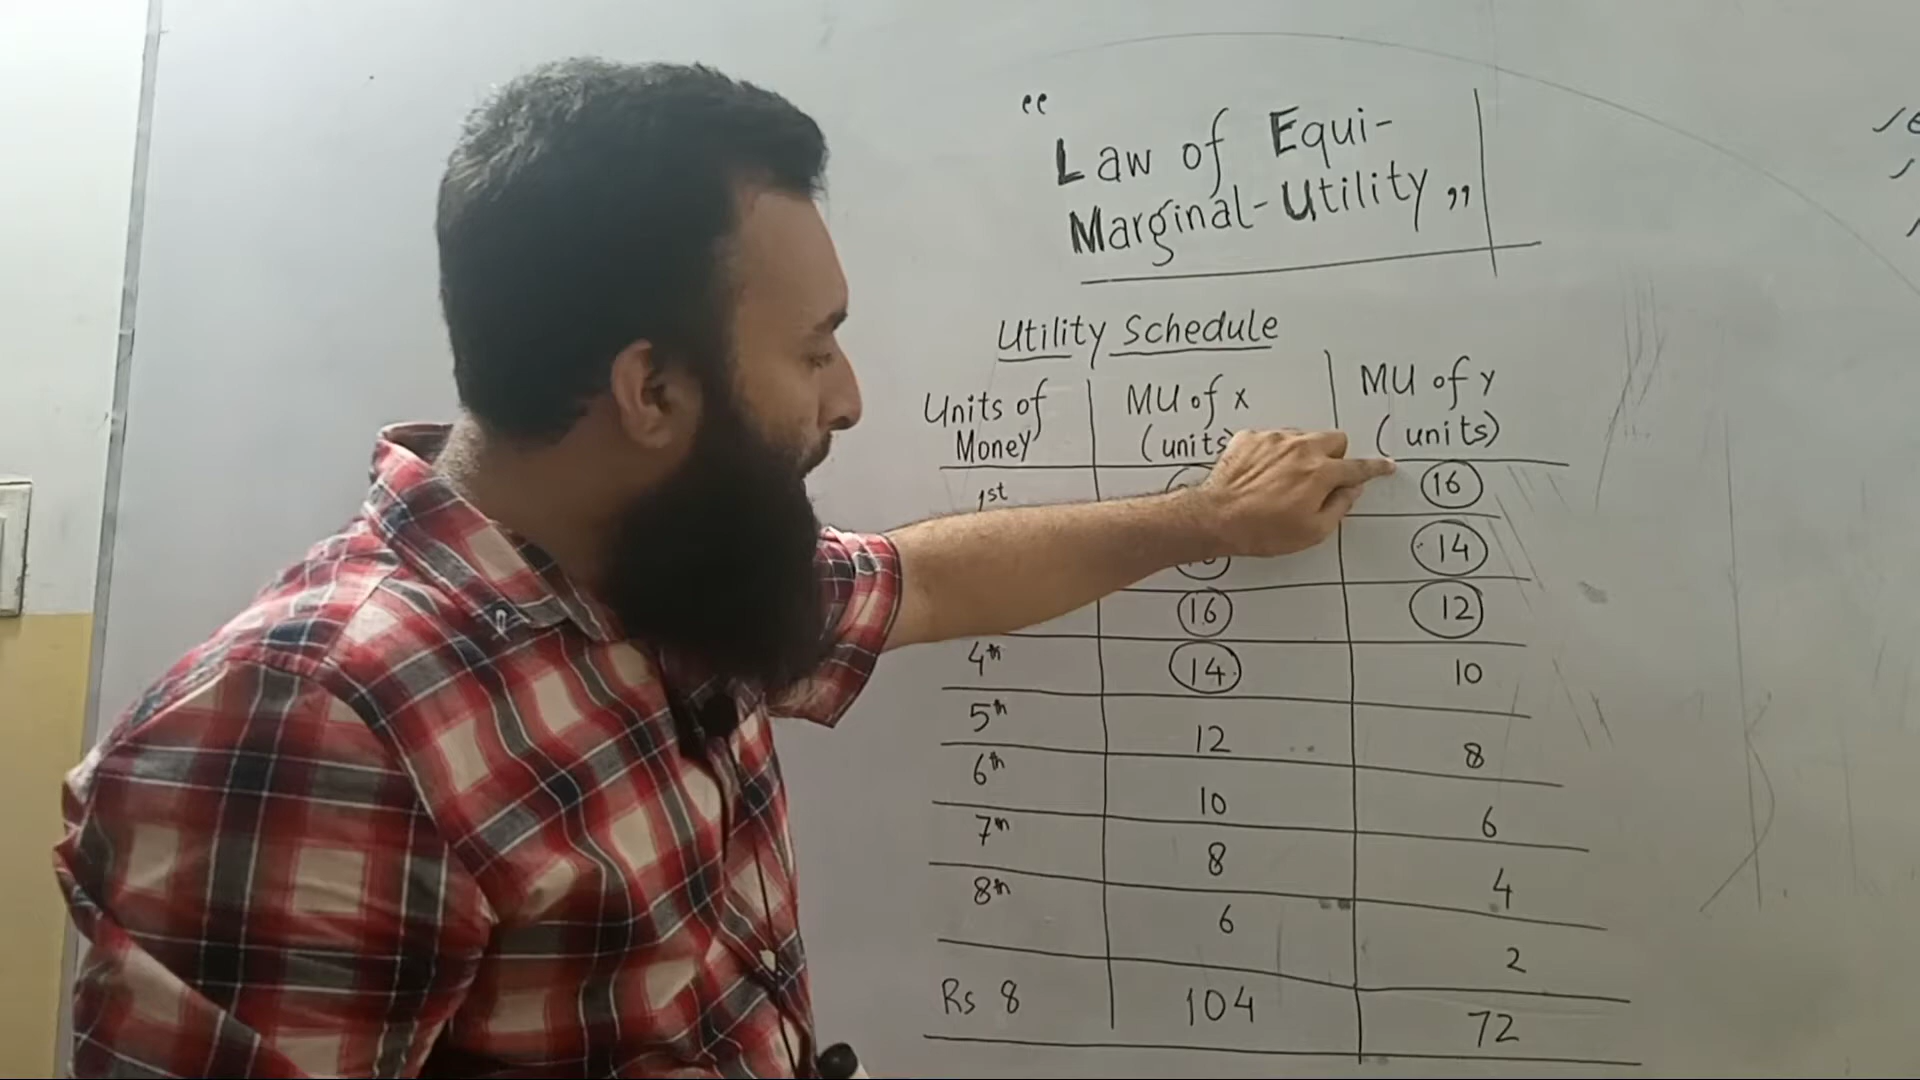 “ Law of Equi-
Marginal-Utility ”
Utility Schedule
Units of Money | MU of x (units) | MU of y (units)
1st | 16
14
16 | 12
4th | 14 | 10
5th | 12 | 8
6th | 10 | 6
7th | 8 | 4
8th | 6 | 2
Rs 8 | 104 | 72